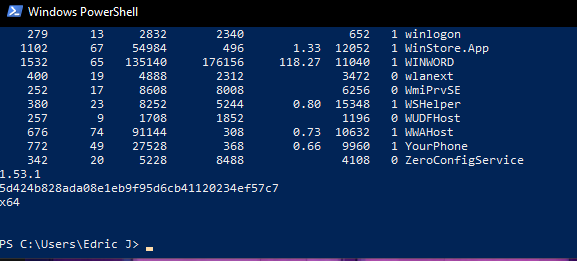 Windows PowerShell
279 13 2832 2340 652 1 winlogon
1102 67 54984 496 1.33 12052 1 WinStore.App
1532 65 135140 176156 118.27 11040 1 WINWORD
400 19 4888 2312 3472 0 wlanext
252 17 8608 8008 6256 0 WmiPrvSE
380 23 8252 5244 0.80 15348 1 WSHelper
257 9 1708 1852 1196 0 WUDFHost
676 74 91144 308 0.73 10632 1 WWAHost
772 49 27528 368 0.66 9960 1 YourPhone
342 20 5228 8488 4108 0 ZeroConfigService
1.53.1
5d424b828ada08e1eb9f95d6cb41120234ef57c7
x64
PS C:\Users\Edric J>